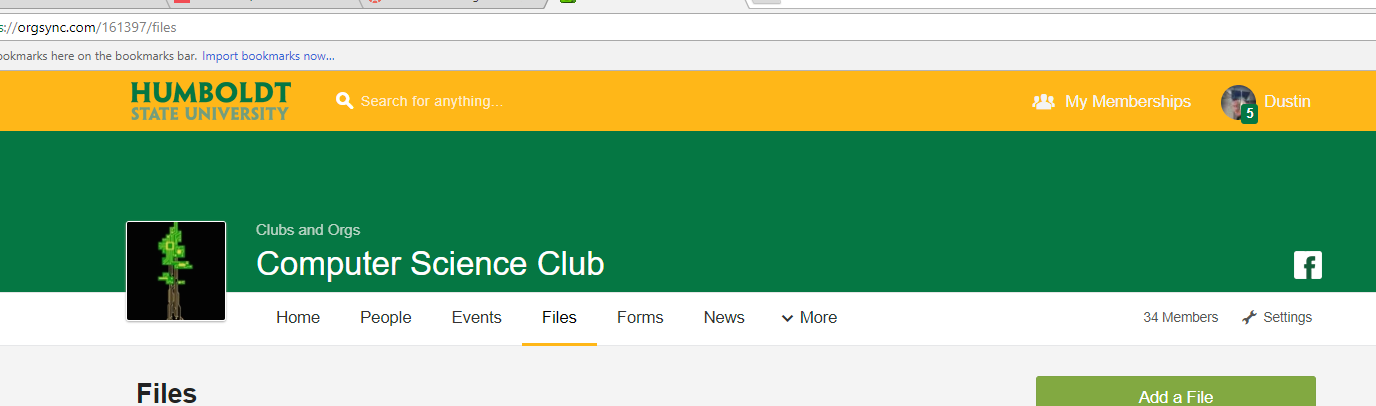 s://orgsync.com/161397/files
ookmarks here on the bookmarks bar. Import bookmarks now...
HUMBOLDT
STATE UNIVERSITY
Search for anything...
My Memberships
5
Dustin
Clubs and Orgs
Computer Science Club
Home People Events Files Forms News More
34 Members Settings
Files
Add a File